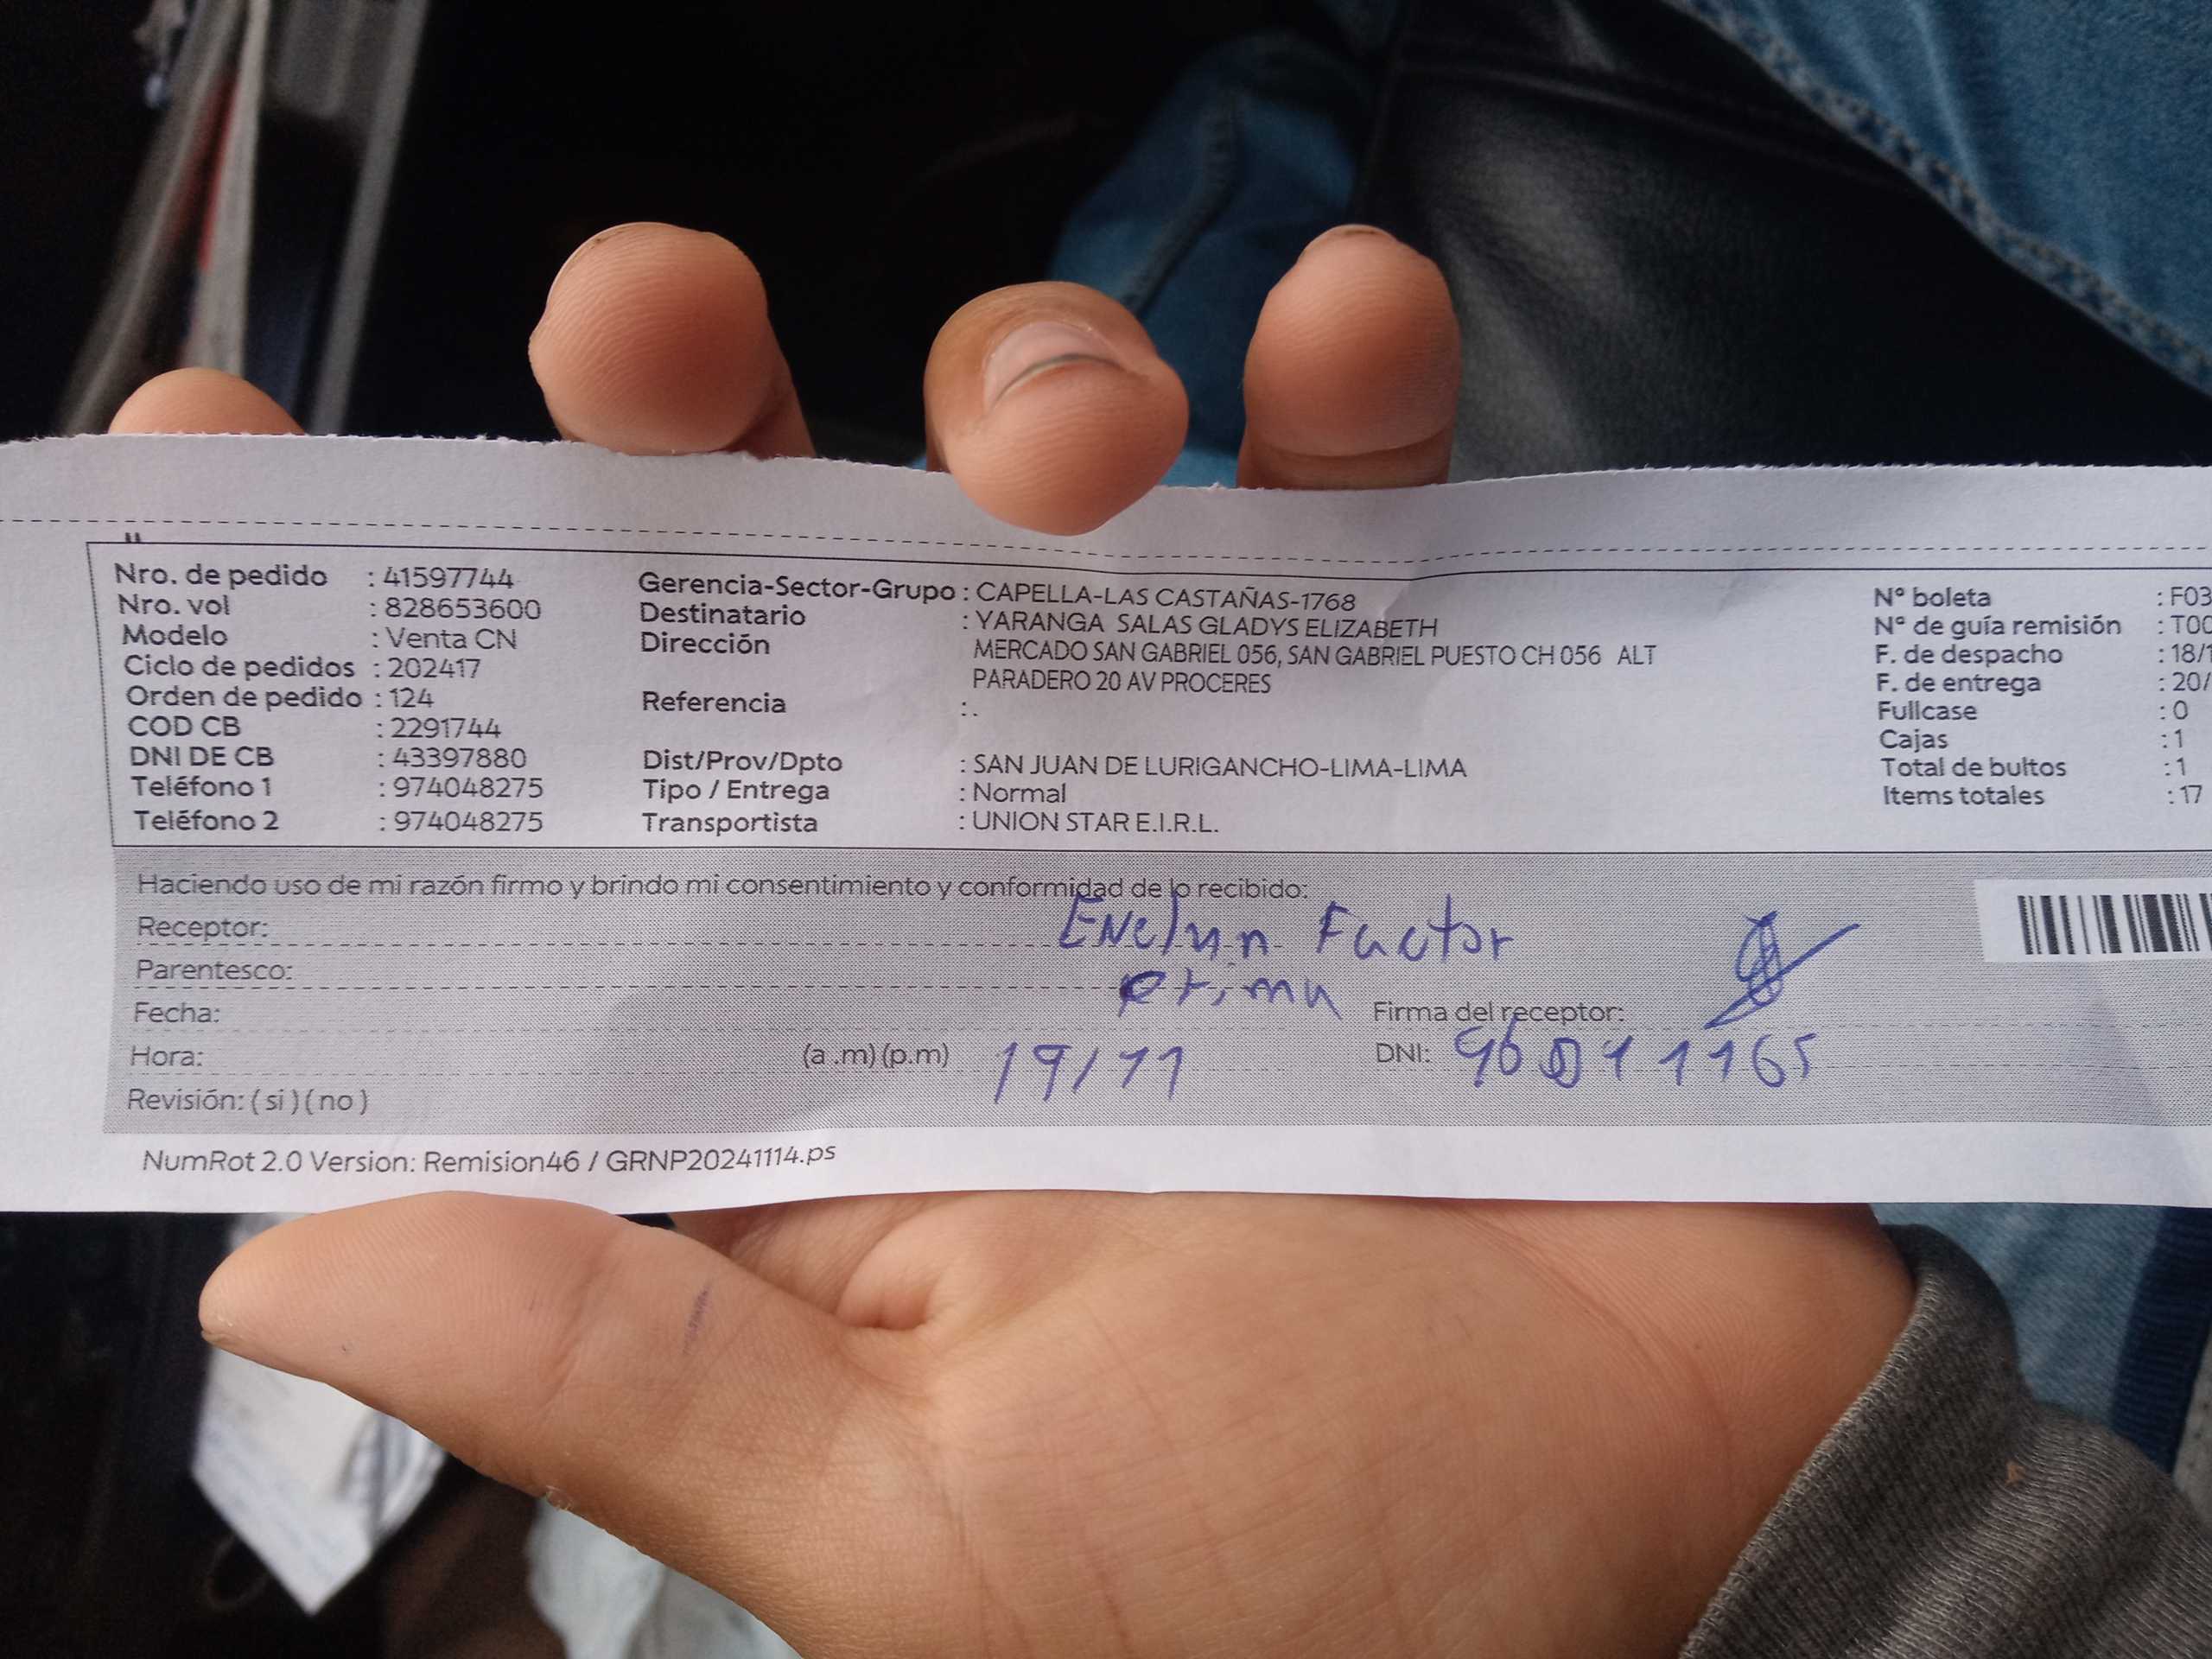 Nro. de pedido : 41597744
Nro. vol : 828653600
Modelo : Venta CN
Ciclo de pedidos : 202417
Orden de pedido : 124
COD CB : 2291744
DNI DE CB : 43397880
Teléfono 1 : 974048275
Teléfono 2 : 974048275
Gerencia-Sector-Grupo : CAPELLA-LAS CASTAÑAS-1768
Destinatario : YARANGA SALAS GLADYS ELIZABETH
Dirección MERCADO SAN GABRIEL 056, SAN GABRIEL PUESTO CH 056 ALT
PARADERO 20 AV PROCERES
Referencia : .
Dist/Prov/Dpto : SAN JUAN DE LURIGANCHO-LIMA-LIMA
Tipo / Entrega : Normal
Transportista : UNION STAR E.I.R.L.
N° boleta : F03
N° de guía remisión : T00
F. de despacho : 18/1
F. de entrega : 20/
Fullcase : 0
Cajas : 1
Total de bultos : 1
Items totales : 17
Haciendo uso de mi razón firmo y brindo mi consentimiento y conformidad de lo recibido:
Receptor: Evelyn Factor
Parentesco: prima
Fecha: Firma del receptor:
Hora: (a .m) (p.m) 19/11 DNI:
Revisión: ( si ) ( no )
NumRot 2.0 Version: Remision46 / GRNP20241114.ps